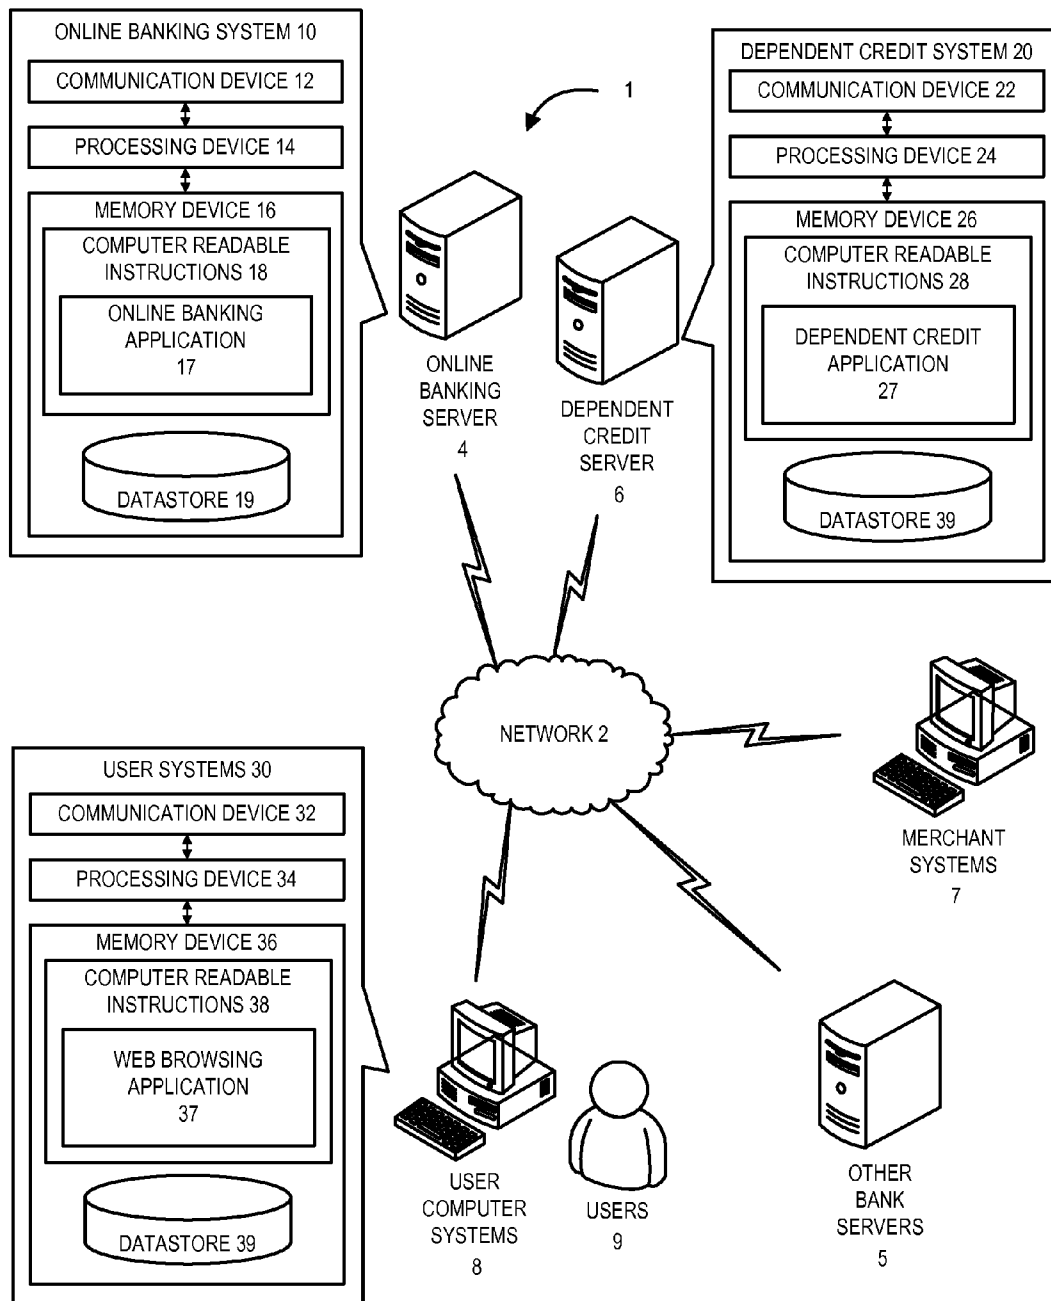 ONLINE BANKING SYSTEM 10
COMMUNICATION DEVICE 12
PROCESSING DEVICE 14
MEMORY DEVICE 16
COMPUTER READABLE
INSTRUCTIONS 18
ONLINE BANKING
APPLICATION
17
DATASTORE 19
1
ONLINE
BANKING
SERVER
4
DEPENDENT
CREDIT
SERVER
6
DEPENDENT CREDIT SYSTEM 20
COMMUNICATION DEVICE 22
PROCESSING DEVICE 24
MEMORY DEVICE 26
COMPUTER READABLE
INSTRUCTIONS 28
DEPENDENT CREDIT
APPLICATION
27
DATASTORE 39
NETWORK 2
MERCHANT
SYSTEMS
7
USER SYSTEMS 30
COMMUNICATION DEVICE 32
PROCESSING DEVICE 34
MEMORY DEVICE 36
COMPUTER READABLE
INSTRUCTIONS 38
WEB BROWSING
APPLICATION
37
DATASTORE 39
USER
COMPUTER
SYSTEMS
8
USERS
9
OTHER
BANK
SERVERS
5